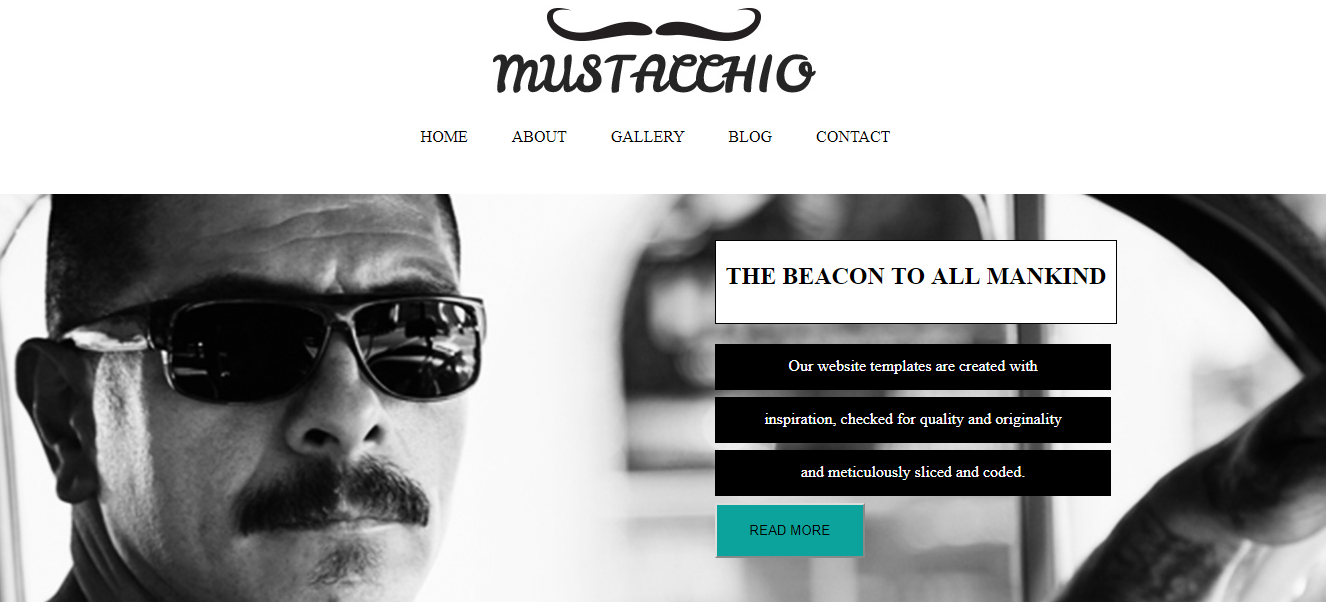 MUSTACCHIO
HOME ABOUT GALLERY BLOG CONTACT
THE BEACON TO ALL MANKIND
Our website templates are created with
inspiration, checked for quality and originality
and meticulously sliced and coded.
READ MORE